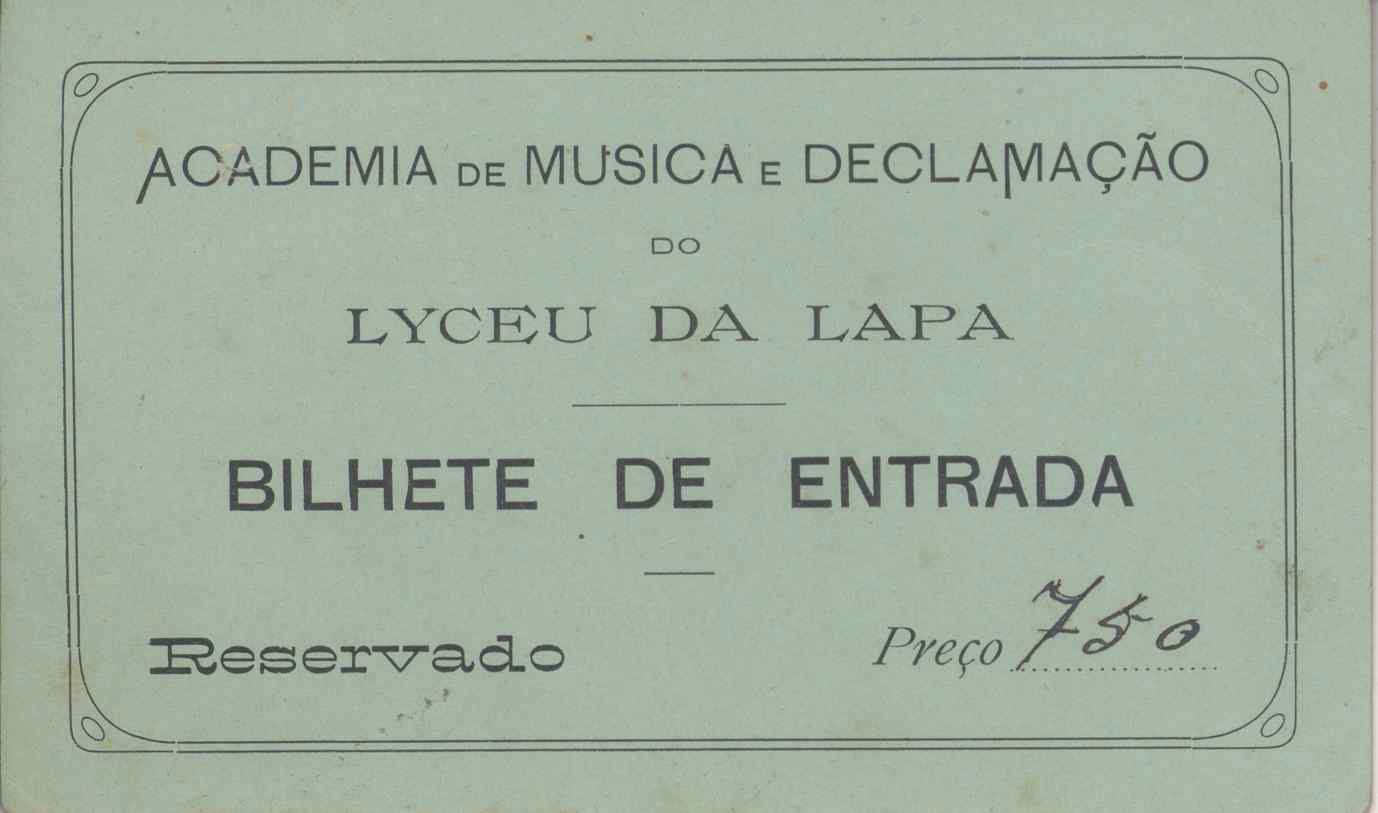 ACADEMIA DE MUSICA E DECLAMAÇÃO
DO
LYCEU DA LAPA
BILHETE DE ENTRADA
Reservado
Preço 750